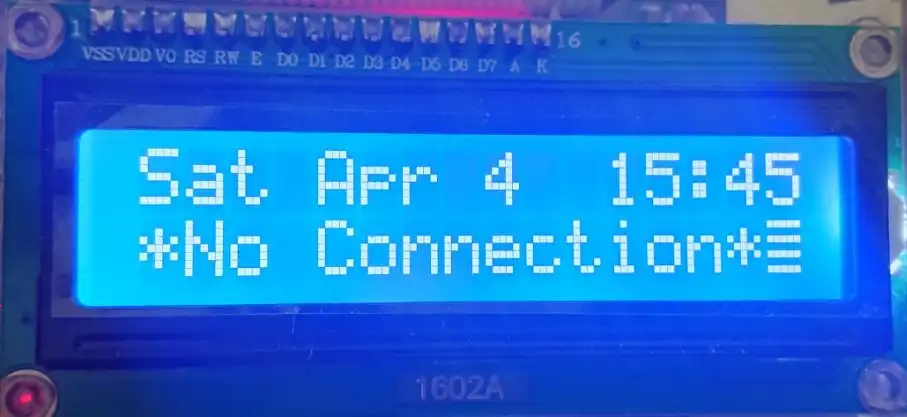 1 VSS VDD VO RS RW E D0 D1 D2 D3 D4 D5 D6 D7 A K 16
Sat Apr 4 15:45
*No Connection*≡
1602A